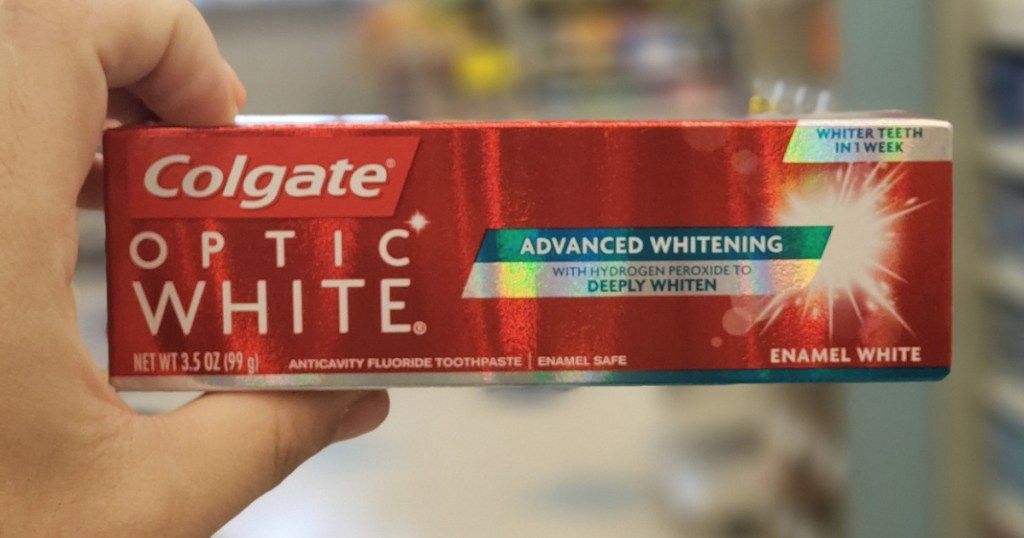 Colgate®
OPTIC
WHITE®
NET WT 3.5 OZ (99 g)
ANTICAVITY FLUORIDE TOOTHPASTE | ENAMEL SAFE
ADVANCED WHITENING
WITH HYDROGEN PEROXIDE TO
DEEPLY WHITEN
WHITER TEETH
IN 1 WEEK
ENAMEL WHITE